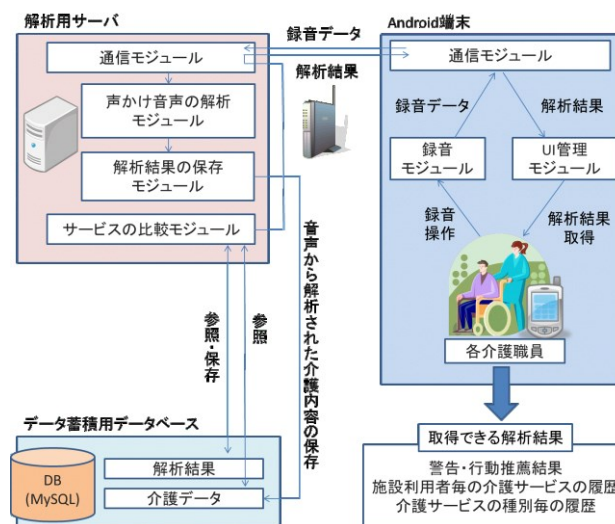 解析用サーバ
通信モジュール
声かけ音声の解析
モジュール
解析結果の保存
モジュール
サービスの比較モジュール
録音データ
解析結果
Android端末
通信モジュール
録音データ
解析結果
録音
モジュール
UI管理
モジュール
録音
操作
解析結果
取得
各介護職員
参照・保存
参照
音声から解析された介護内容の保存
データ蓄積用データベース
DB
(MySQL)
解析結果
介護データ
取得できる解析結果
警告・行動推薦結果
施設利用者毎の介護サービスの履歴
介護サービスの種別毎の履歴